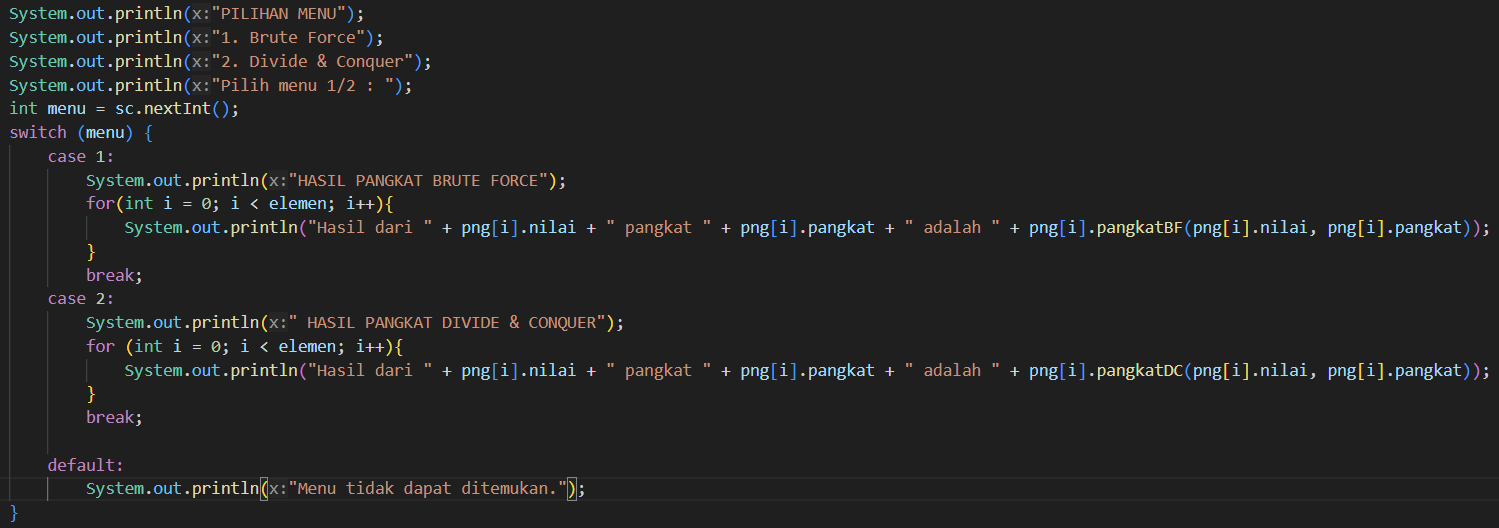 System.out.println(x:"PILIHAN MENU");
System.out.println(x:"1. Brute Force");
System.out.println(x:"2. Divide & Conquer");
System.out.println(x:"Pilih menu 1/2 : ");
int menu = sc.nextInt();
switch (menu) {
    case 1:
        System.out.println(x:"HASIL PANGKAT BRUTE FORCE");
        for(int i = 0; i < elemen; i++){
            System.out.println("Hasil dari " + png[i].nilai + " pangkat " + png[i].pangkat + " adalah " + png[i].pangkatBF(png[i].nilai, png[i].pangkat));
        }
        break;
    case 2:
        System.out.println(x:" HASIL PANGKAT DIVIDE & CONQUER");
        for (int i = 0; i < elemen; i++){
            System.out.println("Hasil dari " + png[i].nilai + " pangkat " + png[i].pangkat + " adalah " + png[i].pangkatDC(png[i].nilai, png[i].pangkat));
        }
        break;
    default:
        System.out.println(x:"Menu tidak dapat ditemukan.");
}